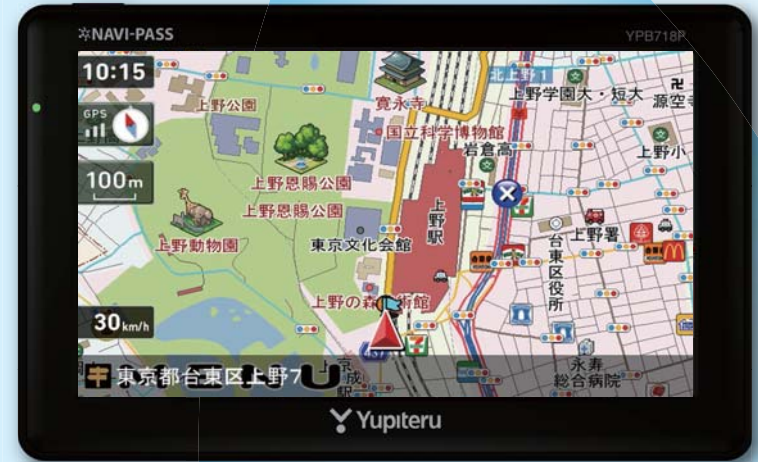 NAVI-PASS
YPB718P
10:15
GPS
100m
30km/h
北上野1
上野学園大・短大
源空寺
上野公園
寛永寺
国立科学博物館
岩倉高
上野小
上野恩賜公園
上野恩賜公園
上野動物園
東京文化会館
上野駅
台東区役所
上野署
上野の森美術館
437
京成
永寿
総合病院
東京都台東区上野7
Yupiteru